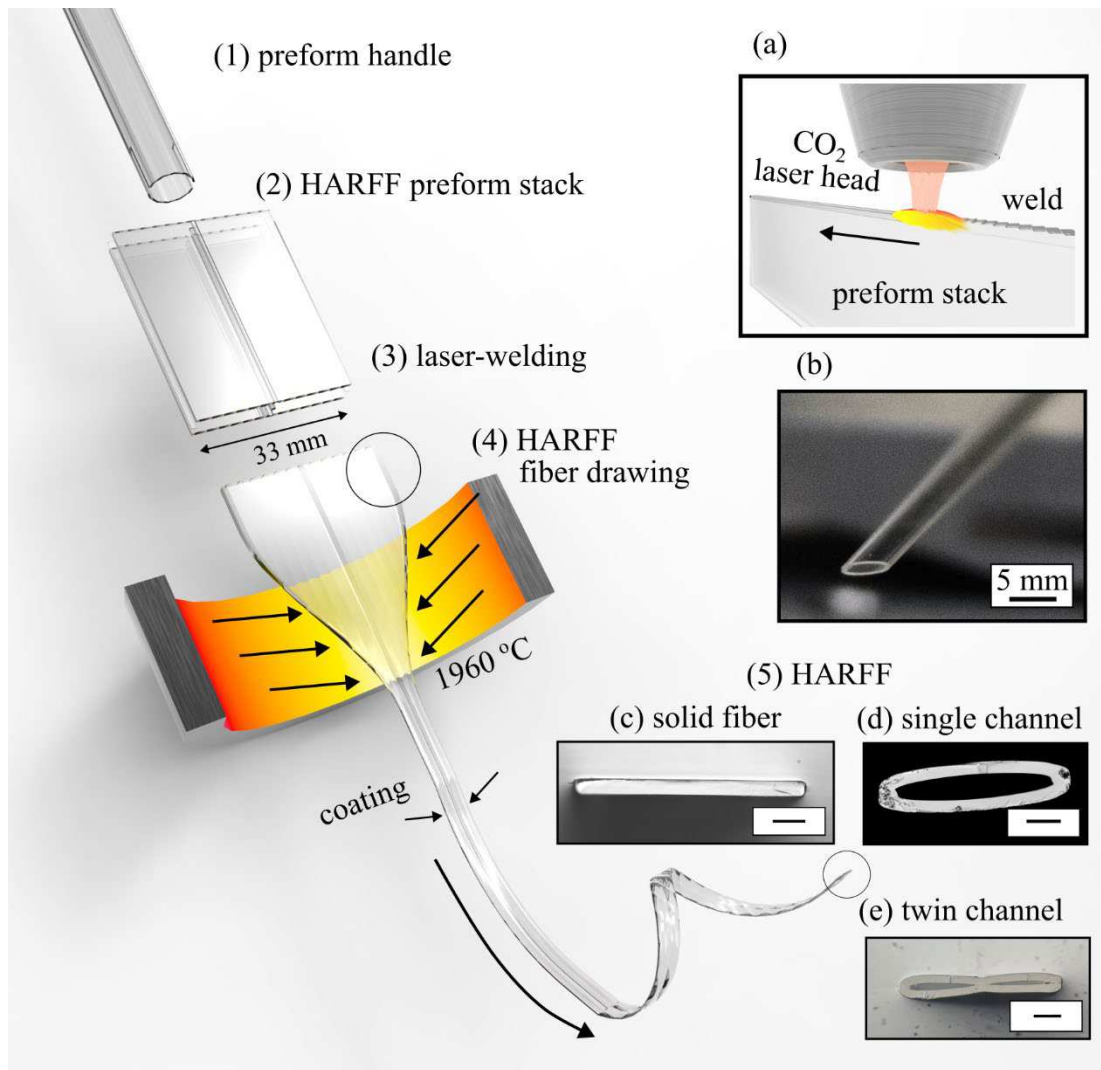 (1) preform handle
(a)
CO2
laser head
weld
preform stack
(2) HARFF preform stack
(3) laser-welding
33 mm
(b)
5 mm
(4) HARFF
fiber drawing
1960 °C
(5) HARFF
(c) solid fiber
(d) single channel
coating
(e) twin channel